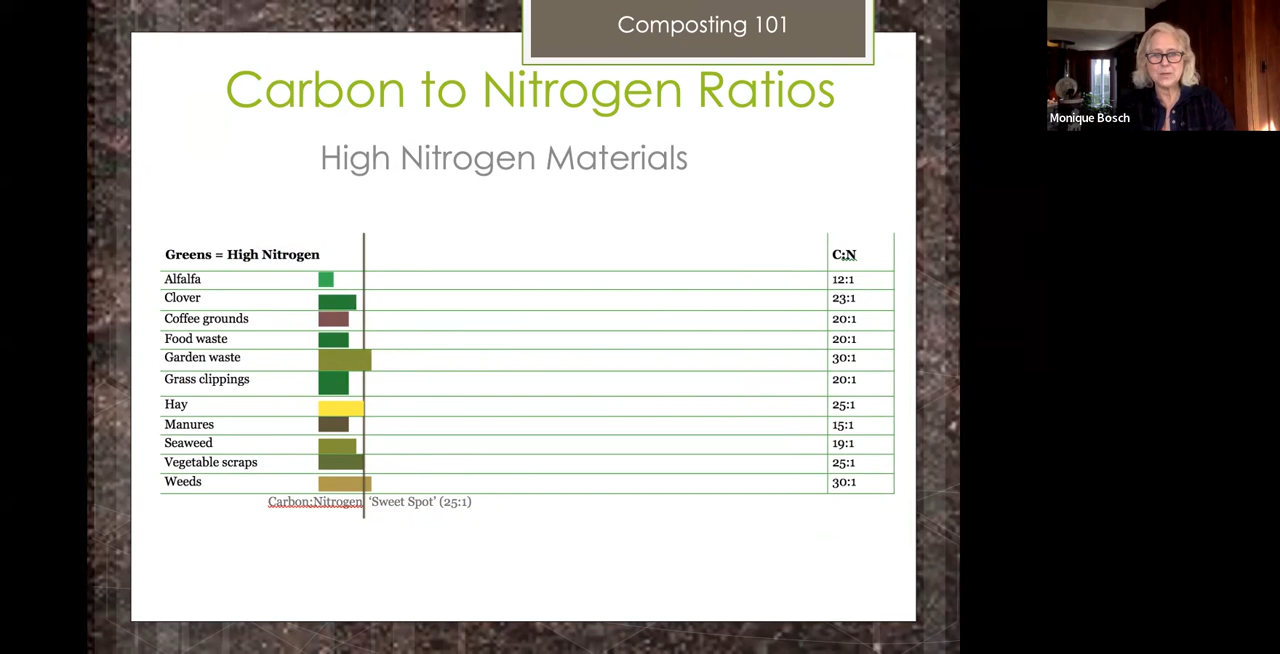 Composting 101
Monique Bosch
Carbon to Nitrogen Ratios
High Nitrogen Materials
Greens = High Nitrogen C:N
Alfalfa 12:1
Clover 23:1
Coffee grounds 20:1
Food waste 20:1
Garden waste 30:1
Grass clippings 20:1
Hay 25:1
Manures 15:1
Seaweed 19:1
Vegetable scraps 25:1
Weeds 30:1
Carbon:Nitrogen 'Sweet Spot' (25:1)